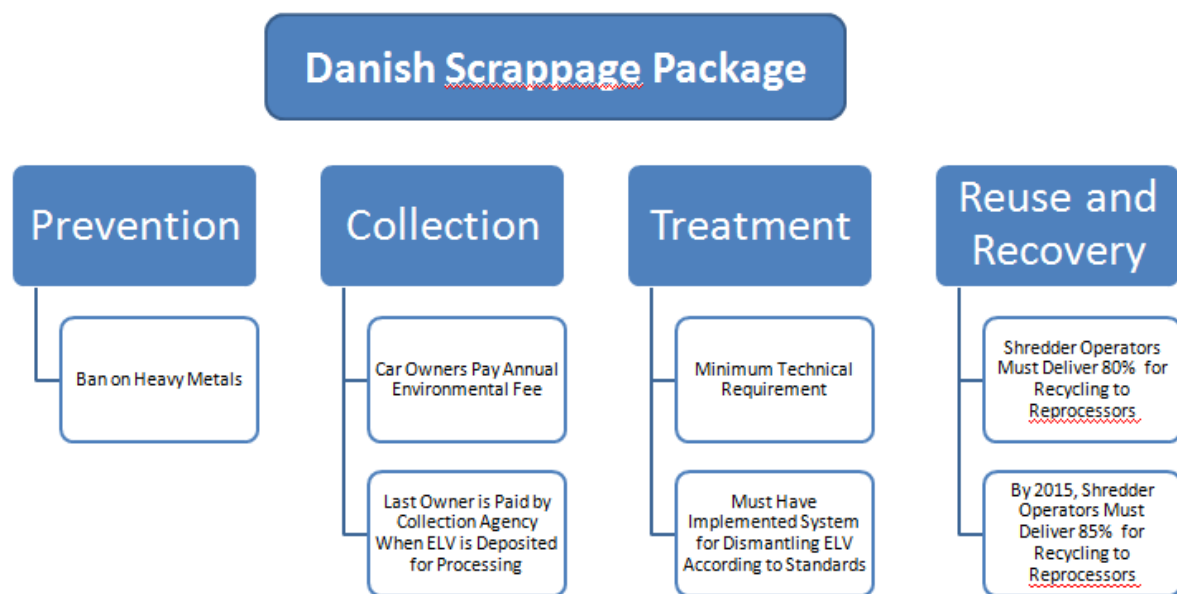 Danish Scrappage Package
Prevention
Ban on Heavy Metals
Collection
Car Owners Pay Annual
Environmental Fee
Last Owner is Paid by
Collection Agency
When ELV is Deposited
for Processing
Treatment
Minimum Technical
Requirement
Must Have
Implemented System
for Dismantling ELV
According to Standards
Reuse and
Recovery
Shredder Operators
Must Deliver 80% for
Recycling to
Reprocessors
By 2015, Shredder
Operators Must
Deliver 85% for
Recycling to
Reprocessors